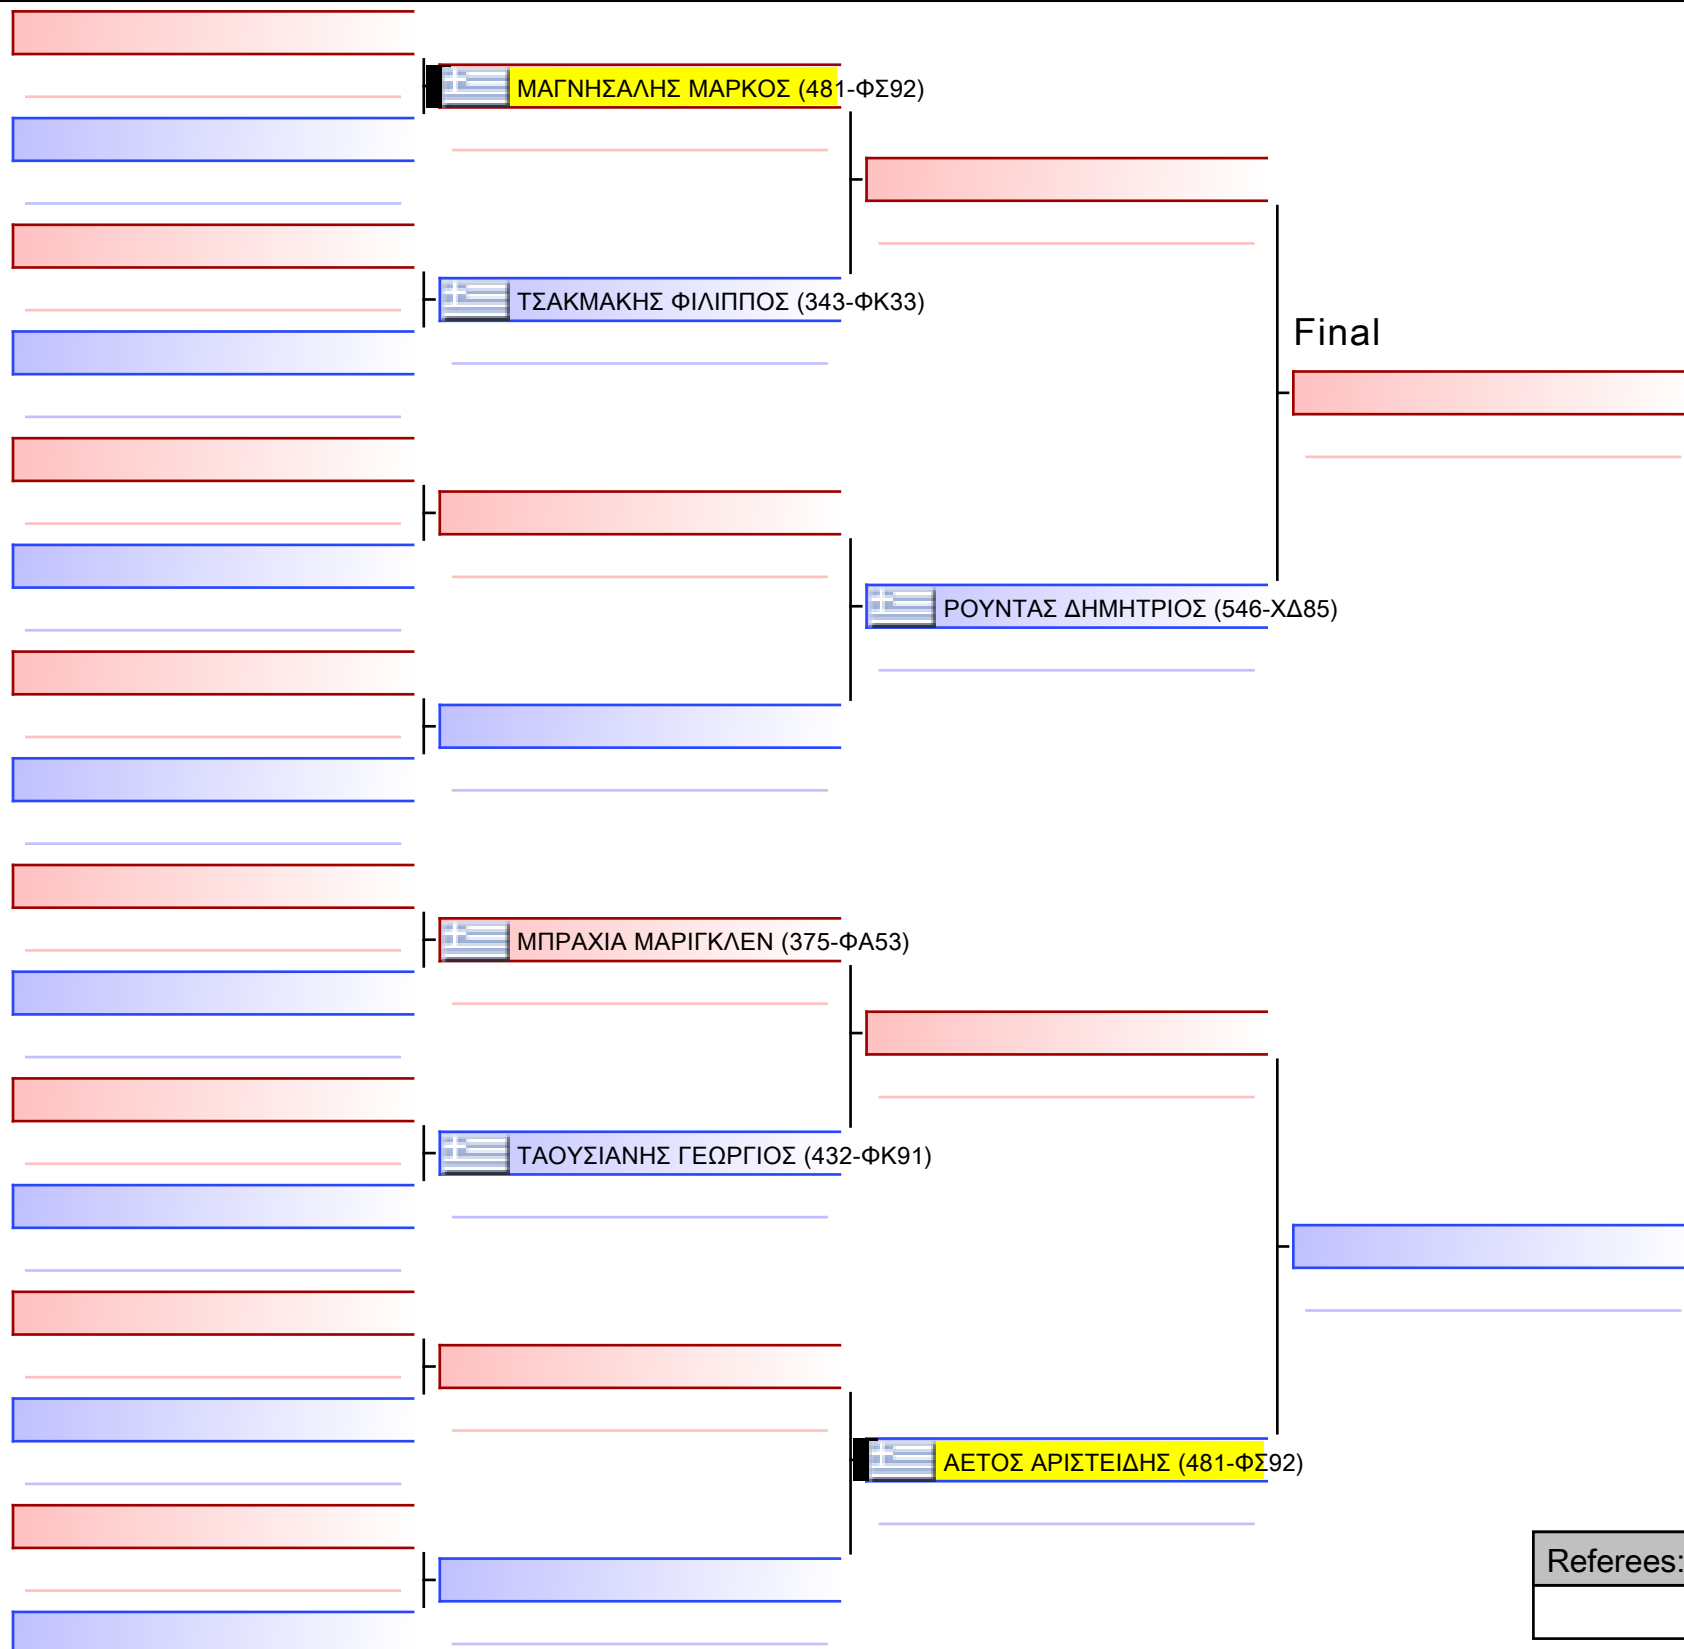 ΜΑΓΝΗΣΑΛΗΣ ΜΑΡΚΟΣ (481-ΦΣ92)
ΤΣΑΚΜΑΚΗΣ ΦΙΛΙΠΠΟΣ (343-ΦΚ33)
Final
ΡΟΥΝΤΑΣ ΔΗΜΗΤΡΙΟΣ (546-ΧΔ85)
ΜΠΡΑΧΙΑ ΜΑΡΙΓΚΛΕΝ (375-ΦΑ53)
ΤΑΟΥΣΙΑΝΗΣ ΓΕΩΡΓΙΟΣ (432-ΦΚ91)
ΑΕΤΟΣ ΑΡΙΣΤΕΙΔΗΣ (481-ΦΣ92)
Referees: